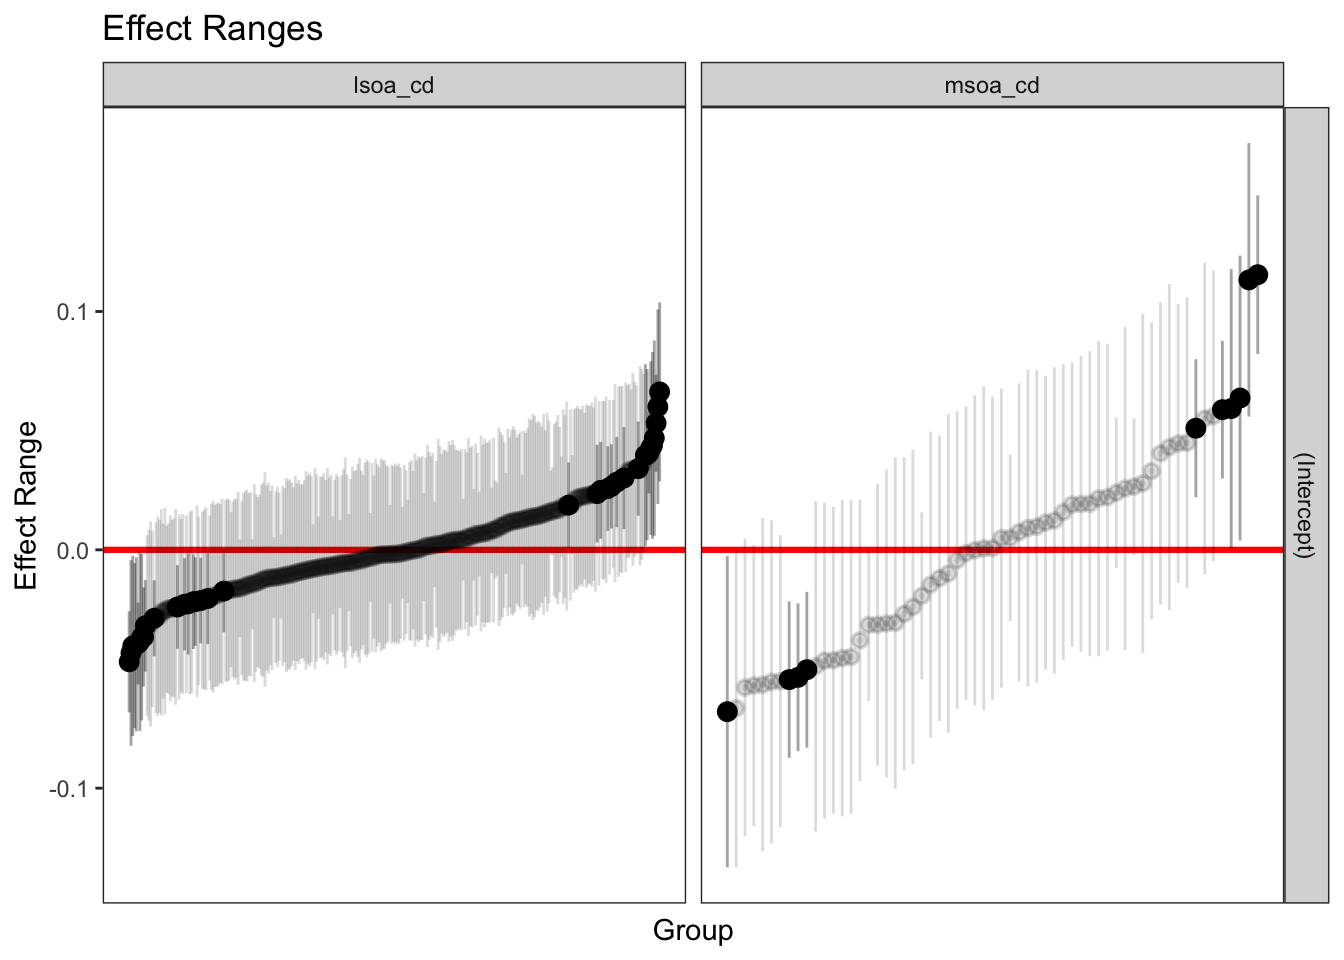 Effect Ranges
lsoa_cd
msoa_cd
Effect Range
0.1
0.0
-0.1
(Intercept)
Group